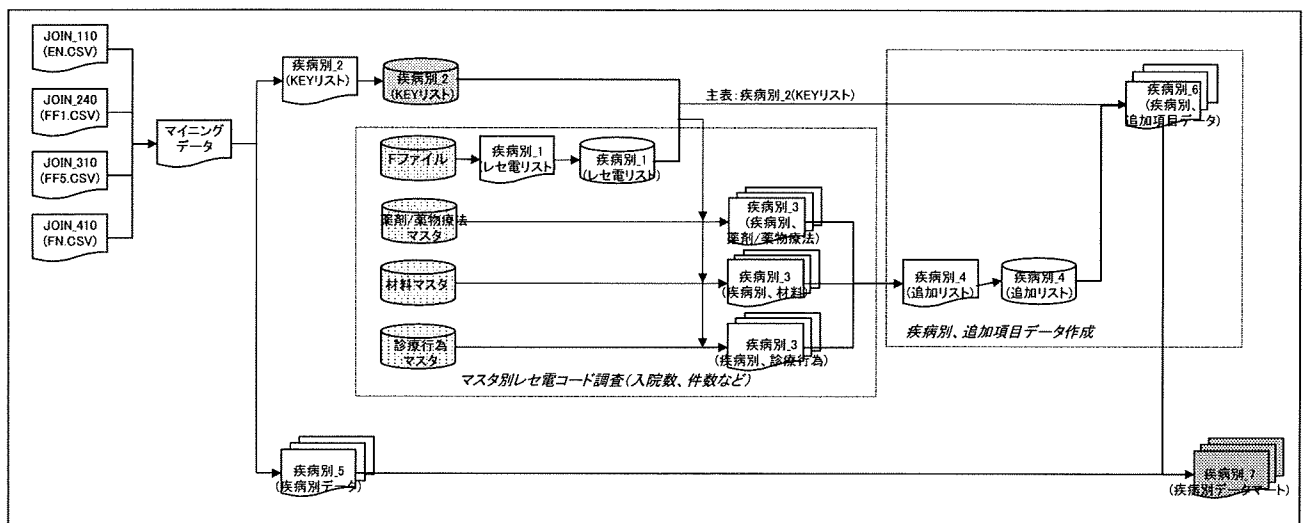 JOIN_110
(EN.CSV)
JOIN_240
(FF1.CSV)
JOIN_310
(FF5.CSV)
JOIN_410
(FN.CSV)
マイニング
データ
疾病別_2
(KEYリスト)
疾病別_2
(KEYリスト)
主表:疾病別_2(KEYリスト)
Fファイル
疾病別_1
レセ電リスト
疾病別_1
(レセ電リスト)
薬剤/薬物療法
マスタ
材料マスタ
診療行為
マスタ
疾病別_3
(疾病別、
薬剤/薬物療法)
疾病別_3
(疾病別、材料)
疾病別_3
(疾病別、診療行為)
マスタ別レセ電コード調査(入院数、件数など)
疾病別_4
(追加リスト)
疾病別_4
(追加リスト)
疾病別_6
(疾病別、
追加項目データ)
疾病別、追加項目データ作成
疾病別_5
(疾病別データ)
疾病別_7
(疾病別データマート)